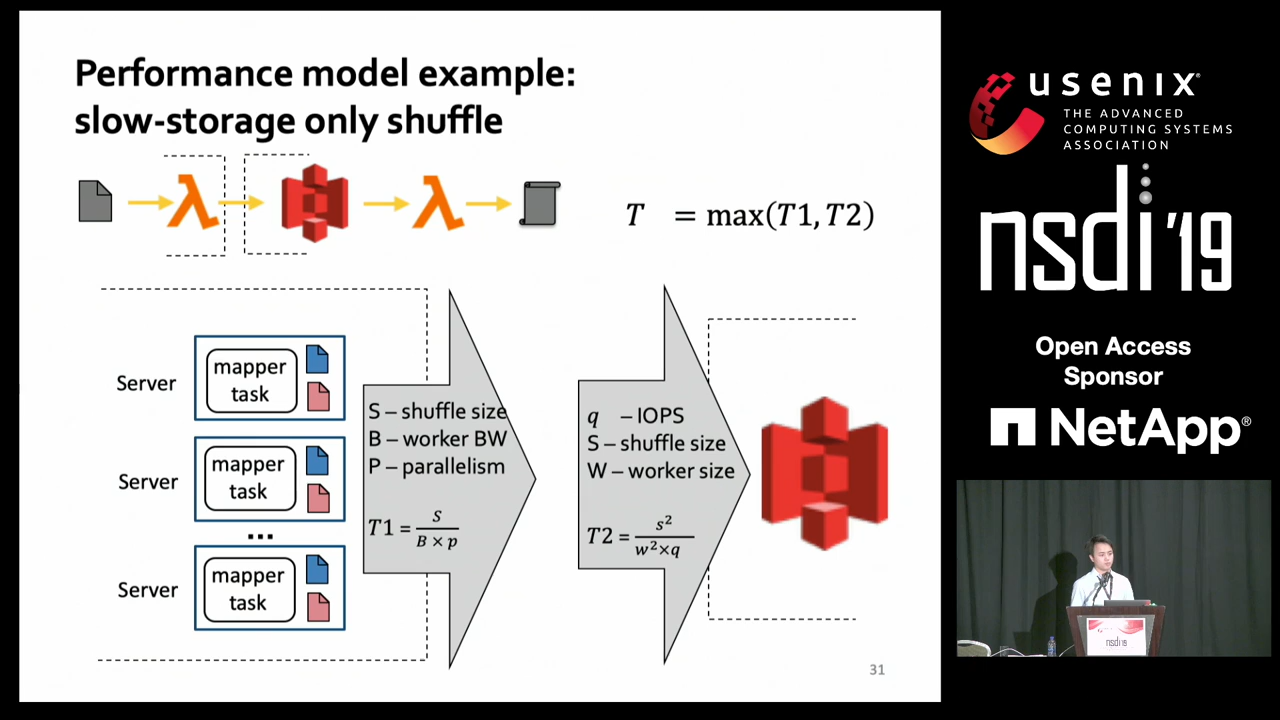 Performance model example:
slow-storage only shuffle
T = max(T1, T2)
Server
mapper
task
Server
mapper
task
...
Server
mapper
task
S – shuffle size
B – worker BW
P – parallelism
T1 = S / B × p
q – IOPS
S – shuffle size
W – worker size
T2 = s² / w²×q
31
usenix®
THE ADVANCED
COMPUTING SYSTEMS
ASSOCIATION
nsdi '19
Open Access
Sponsor
NetApp®
nsdi'19